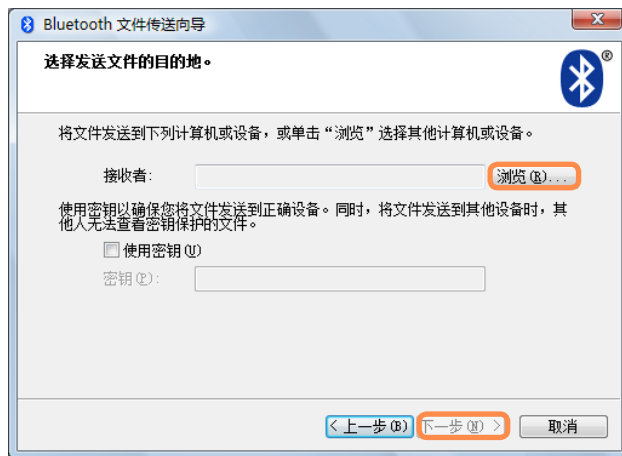 Bluetooth 文件传送向导
选择发送文件的目的地。
®
将文件发送到下列计算机或设备，或单击“浏览”选择其他计算机或设备。
接收者：
浏览(R)...
使用密钥以确保您将文件发送到正确设备。同时，将文件发送到其他设备时，其
他人无法查看密钥保护的文件。
使用密钥(U)
密钥(P)：
< 上一步(B)
下一步(N) >
取消